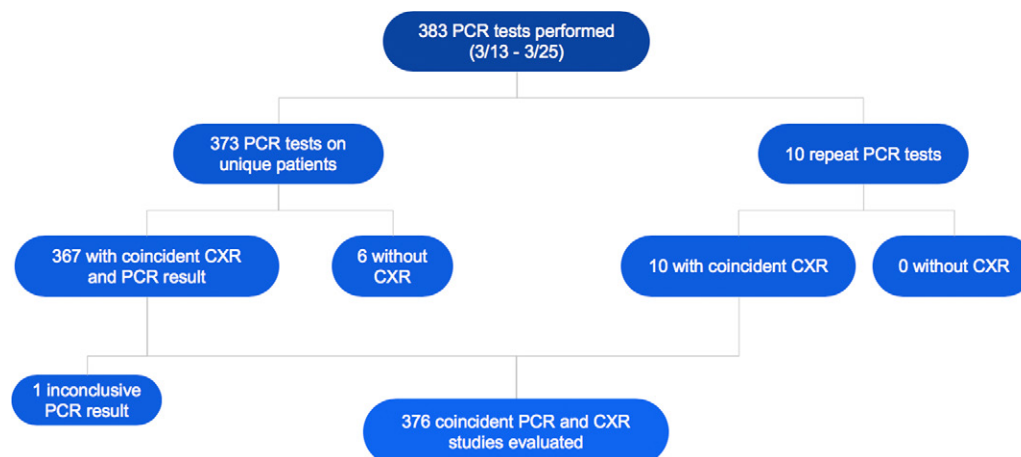 383 PCR tests performed
(3/13 - 3/25)
373 PCR tests on
unique patients
10 repeat PCR tests
367 with coincident CXR
and PCR result
6 without
CXR
10 with coincident CXR
0 without CXR
1 inconclusive
PCR result
376 coincident PCR and CXR
studies evaluated